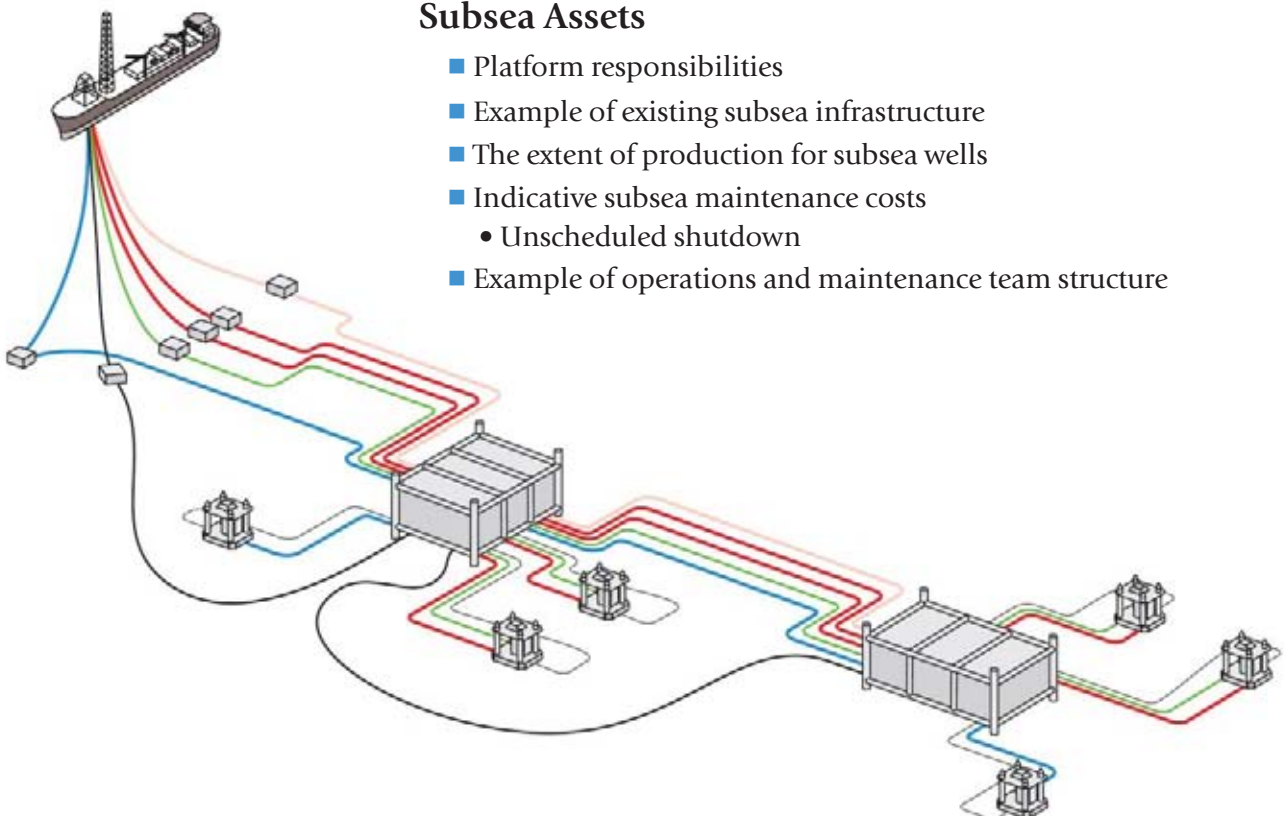 Subsea Assets
■ Platform responsibilities
■ Example of existing subsea infrastructure
■ The extent of production for subsea wells
■ Indicative subsea maintenance costs
• Unscheduled shutdown
■ Example of operations and maintenance team structure